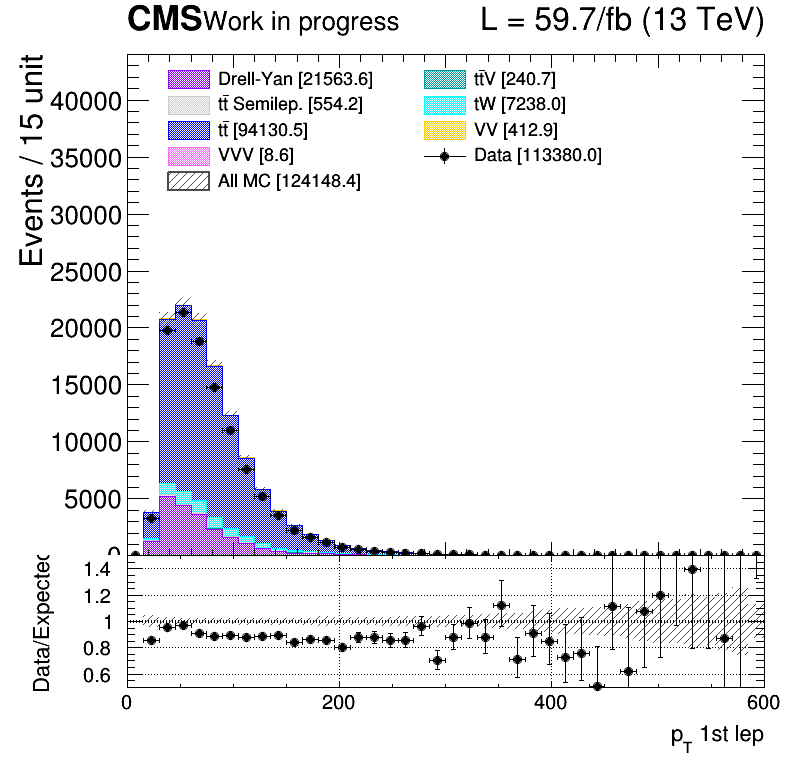 CMS Work in progress L = 59.7/fb (13 TeV)
Events / 15 unit
40000
35000
30000
25000
20000
15000
10000
5000
0
Drell-Yan [21563.6]
tt̄ Semilep. [554.2]
tt̄ [94130.5]
VVV [8.6]
All MC [124148.4]
tt̄V [240.7]
tW [7238.0]
VV [412.9]
Data [113380.0]
Data/Expected
1.4
1.2
1
0.8
0.6
0 200 400 600
p_T 1st lep